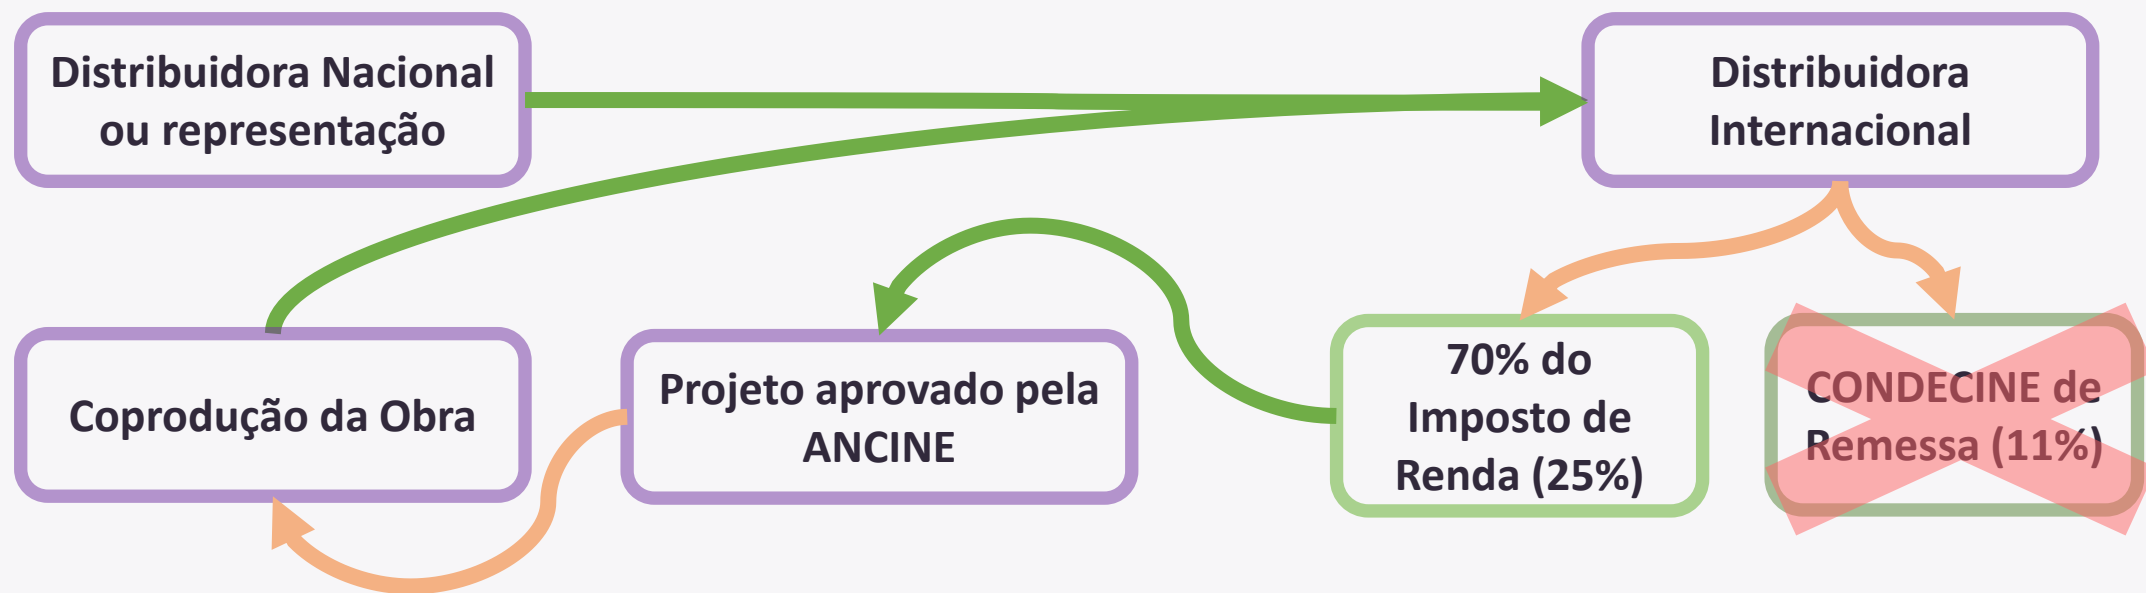 Distribuidora Nacional
ou representação
Distribuidora
Internacional
Coprodução da Obra
Projeto aprovado pela
ANCINE
70% do
Imposto de
Renda (25%)
CONDECINE de
Remessa (11%)